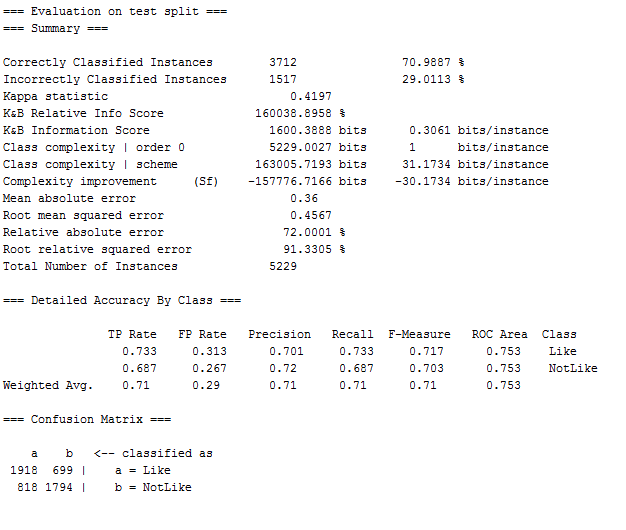 === Evaluation on test split ===
=== Summary ===
Correctly Classified Instances 3712 70.9887 %
Incorrectly Classified Instances 1517 29.0113 %
Kappa statistic 0.4197
K&B Relative Info Score 160038.8958 %
K&B Information Score 1600.3888 bits 0.3061 bits/instance
Class complexity | order 0 5229.0027 bits 1 bits/instance
Class complexity | scheme 163005.7193 bits 31.1734 bits/instance
Complexity improvement (Sf) -157776.7166 bits -30.1734 bits/instance
Mean absolute error 0.36
Root mean squared error 0.4567
Relative absolute error 72.0001 %
Root relative squared error 91.3305 %
Total Number of Instances 5229
=== Detailed Accuracy By Class ===
TP Rate FP Rate Precision Recall F-Measure ROC Area Class
0.733 0.313 0.701 0.733 0.717 0.753 Like
0.687 0.267 0.72 0.687 0.703 0.753 NotLike
Weighted Avg. 0.71 0.29 0.71 0.71 0.71 0.753
=== Confusion Matrix ===
a b <-- classified as
1918 699 | a = Like
818 1794 | b = NotLike